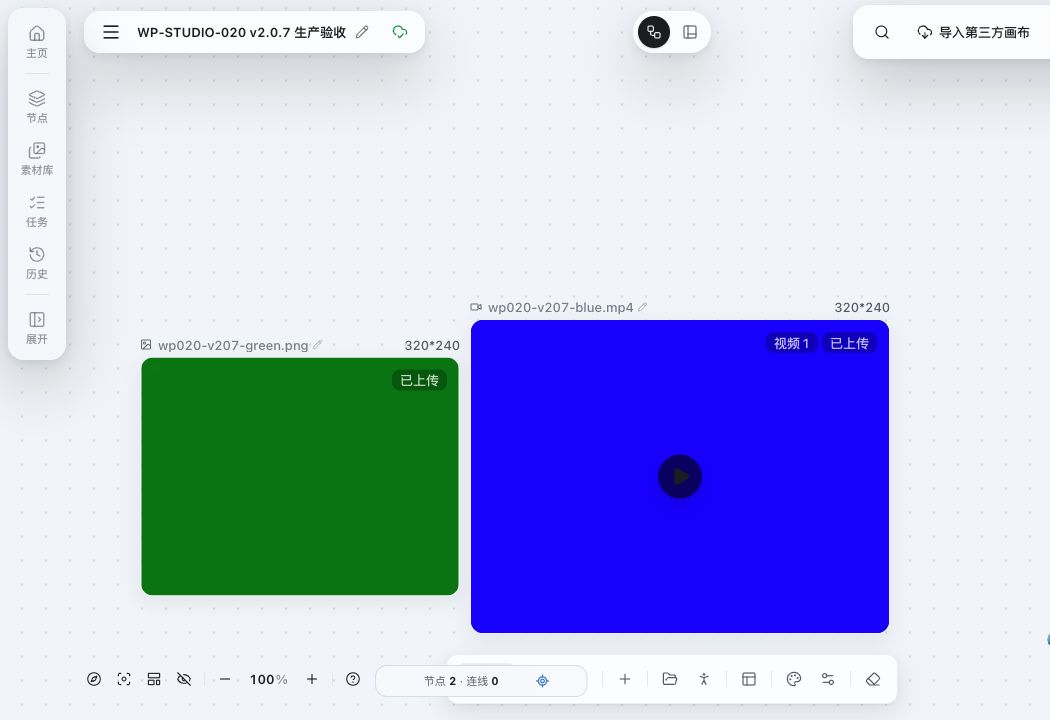 主页
节点
素材库
任务
历史
展开
WP-STUDIO-020 v2.0.7 生产验收
导入第三方画布
wp020-v207-green.png
320*240
已上传
wp020-v207-blue.mp4
320*240
视频 1
已上传
100%
节点 2 · 连线 0